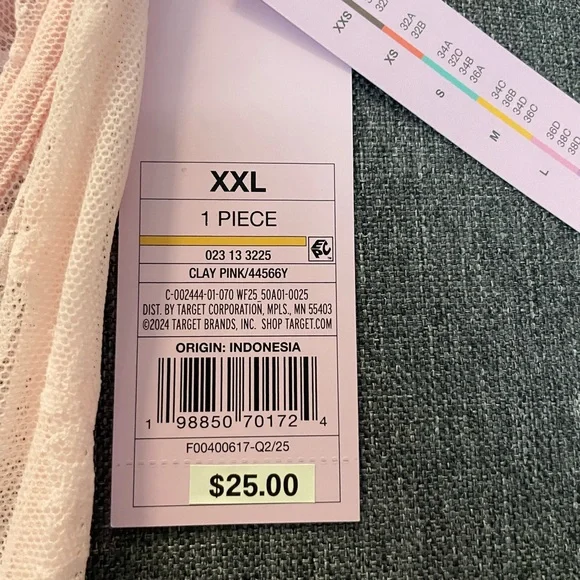 XXL
1 PIECE
023 13 3225
CLAY PINK/44566Y
C-002444-01-070 WF25 50A01-0025
DIST. BY TARGET CORPORATION, MPLS., MN 55403
©2024 TARGET BRANDS, INC. SHOP TARGET.COM
ORIGIN: INDONESIA
1 98850 70172 4
F00400617-Q2/25
$25.00
XXS
XS
32A
32B
S
34A
32C
34B
36A
M
34C
36B
34D
36C
L
36D
38C
38D